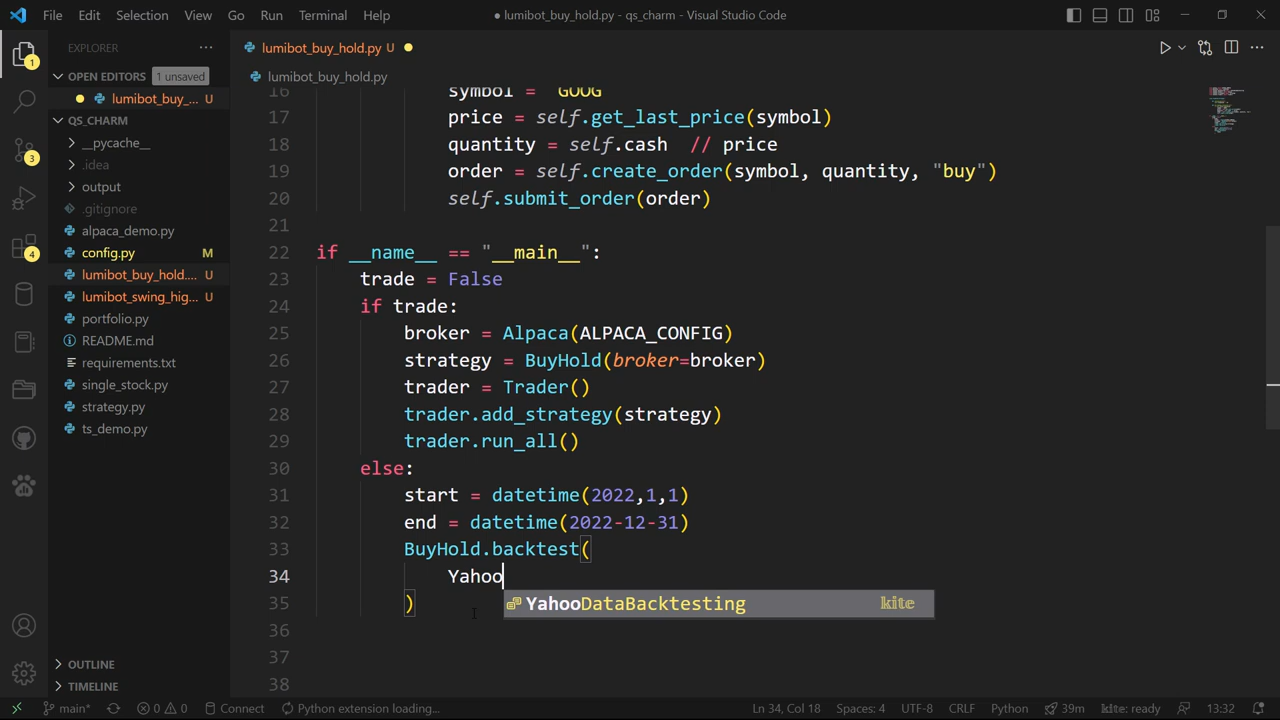 File Edit Selection View Go Run Terminal Help
● lumibot_buy_hold.py - qs_charm - Visual Studio Code
EXPLORER
OPEN EDITORS 1 unsaved
lumibot_buy_... U
QS_CHARM
__pycache__
.idea
output
.gitignore
alpaca_demo.py
config.py M
lumibot_buy_hold.... U
lumibot_swing_hig... U
portfolio.py
README.md
requirements.txt
single_stock.py
strategy.py
ts_demo.py
OUTLINE
TIMELINE
1
3
4
lumibot_buy_hold.py U
lumibot_buy_hold.py
16 symbol = GOOG
17 price = self.get_last_price(symbol)
18 quantity = self.cash // price
19 order = self.create_order(symbol, quantity, "buy")
20 self.submit_order(order)
21
22 if __name__ == "__main__":
23 trade = False
24 if trade:
25 broker = Alpaca(ALPACA_CONFIG)
26 strategy = BuyHold(broker=broker)
27 trader = Trader()
28 trader.add_strategy(strategy)
29 trader.run_all()
30 else:
31 start = datetime(2022,1,1)
32 end = datetime(2022-12-31)
33 BuyHold.backtest(
34 Yahoo
YahooDataBacktesting kite
35 )
36
37
38
main* 0 0 Connect Python extension loading... Ln 34, Col 18 Spaces: 4 UTF-8 CRLF Python 39m kite: ready 13:32